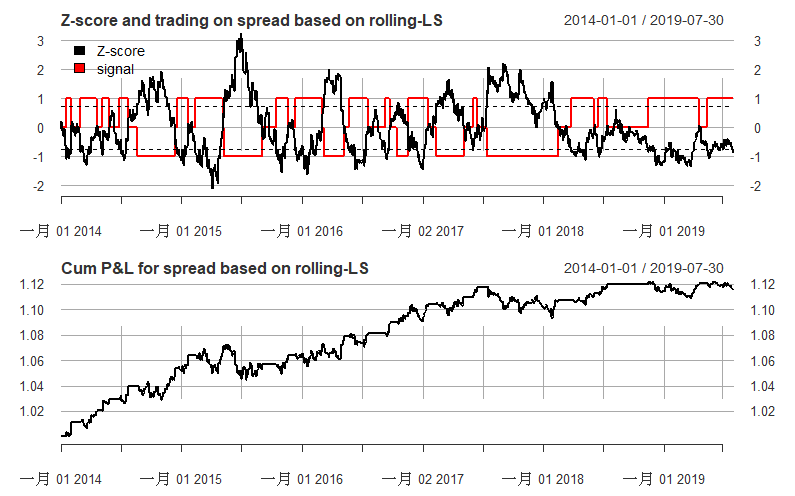 Z-score and trading on spread based on rolling-LS 2014-01-01 / 2019-07-30
Z-score
signal
3 3
2 2
1 1
0 0
-1 -1
-2 -2
一月 01 2014 一月 01 2015 一月 01 2016 一月 02 2017 一月 01 2018 一月 01 2019
Cum P&L for spread based on rolling-LS 2014-01-01 / 2019-07-30
1.12 1.12
1.10 1.10
1.08 1.08
1.06 1.06
1.04 1.04
1.02 1.02
一月 01 2014 一月 01 2015 一月 01 2016 一月 02 2017 一月 01 2018 一月 01 2019